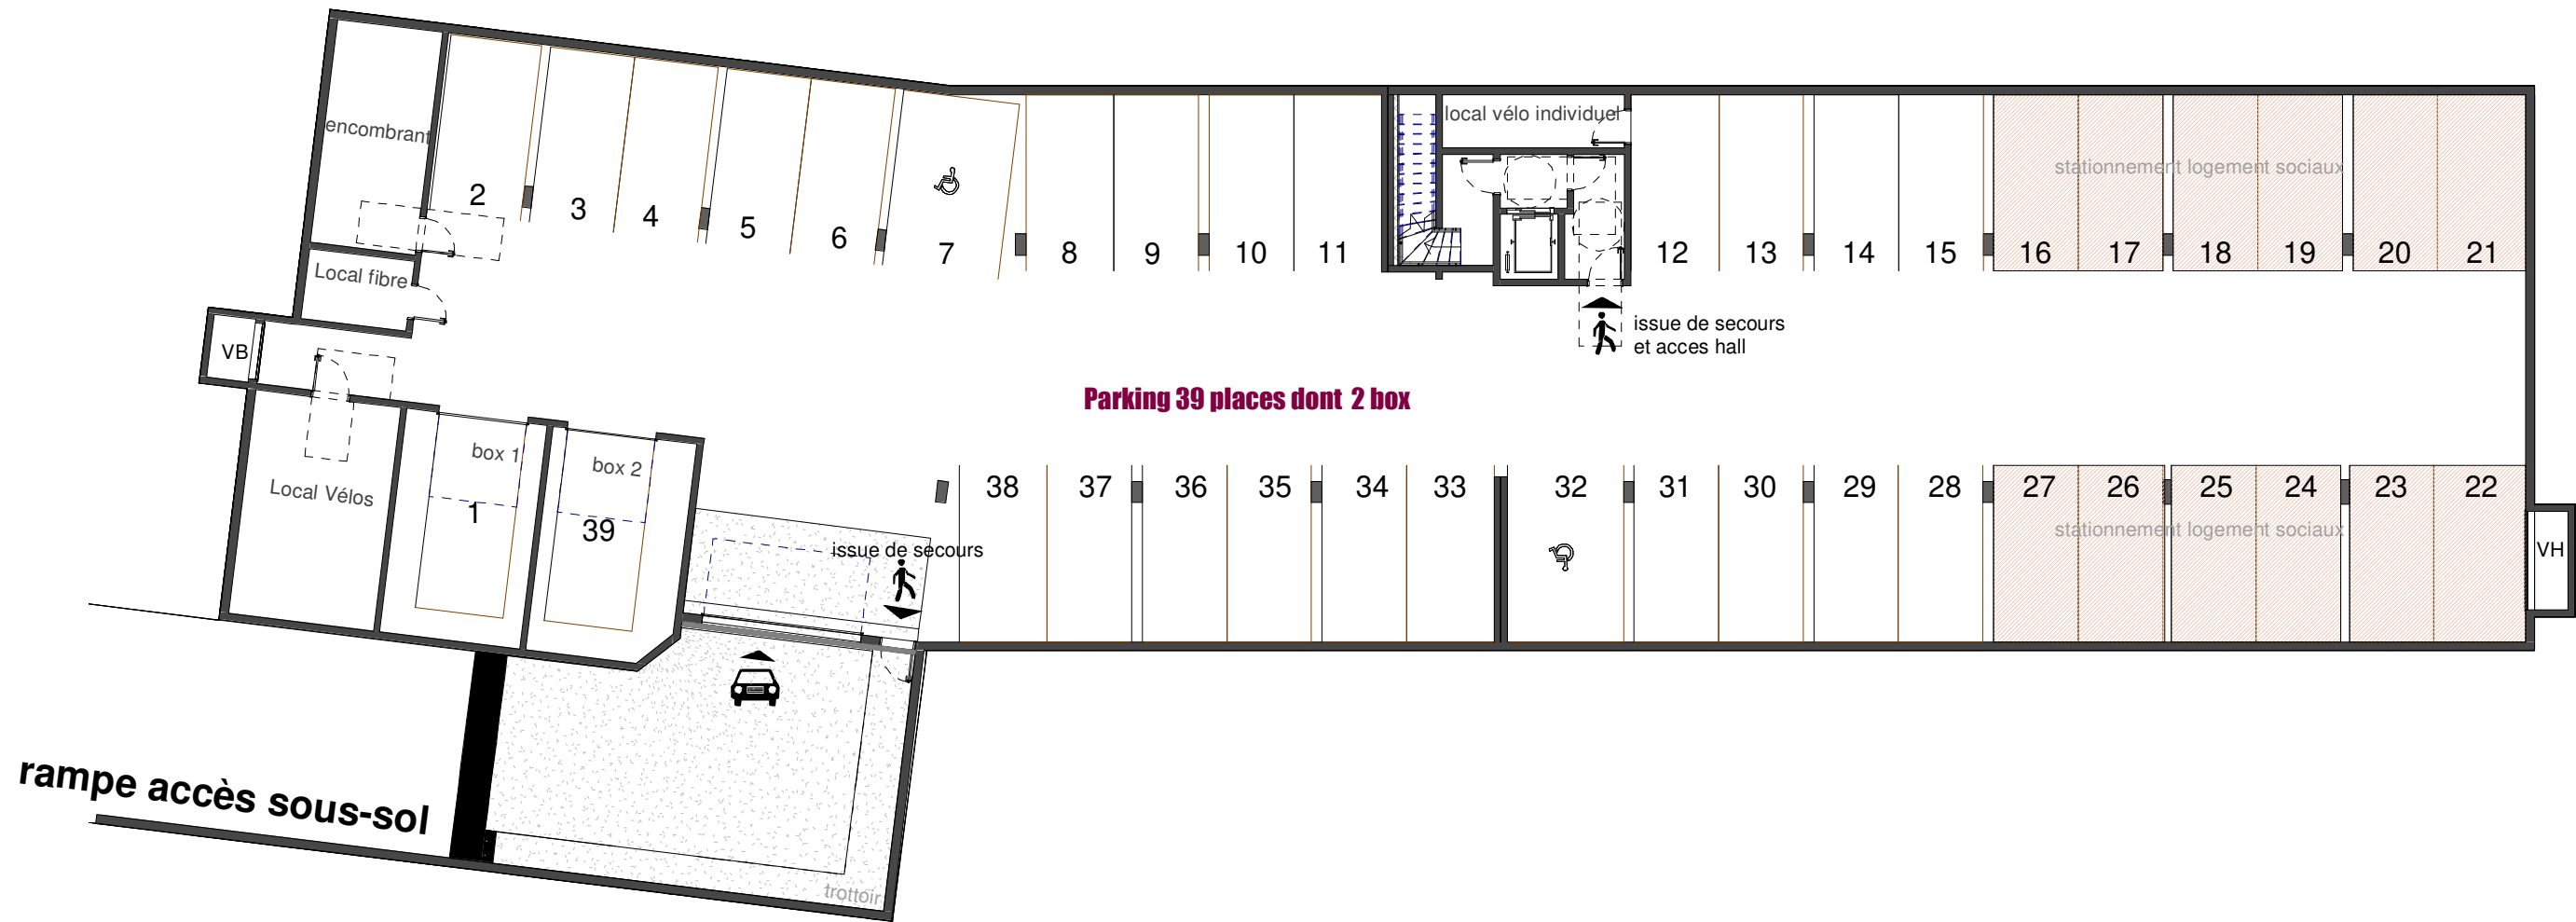 encombrant
2
3
4
5
6
7
8
9
10
11
local vélo individuel
12
13
14
15
16
17
18
19
20
21
stationnement logement sociaux
Local fibre
VB
issue de secours
et acces hall
Parking 39 places dont 2 box
box 1
box 2
Local Vélos
1
39
38
37
36
35
34
33
32
31
30
29
28
27
26
25
24
23
22
stationnement logement sociaux
VH
issue de secours
rampe accès sous-sol
trottoir